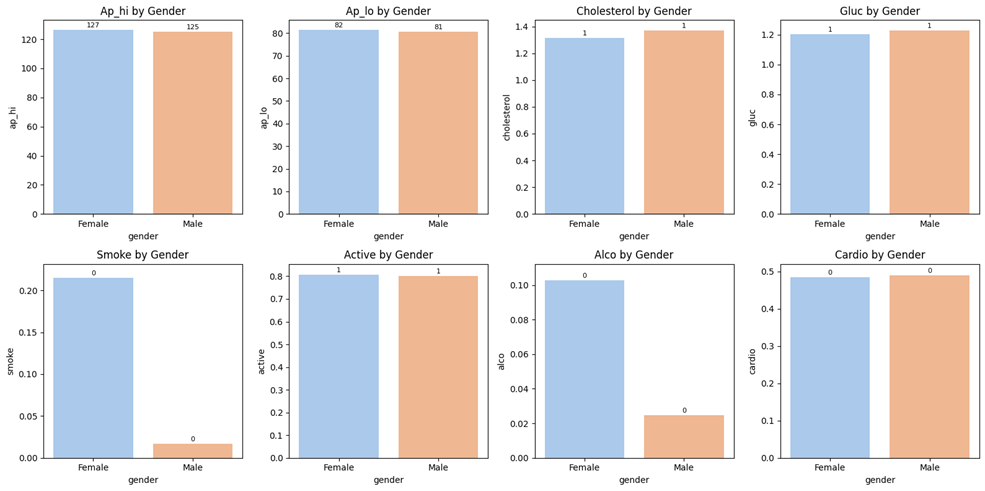 Ap_hi by Gender
127
125
120
100
80
60
40
20
0
ap_hi
Female
Male
gender
Ap_lo by Gender
82
81
80
70
60
50
40
30
20
10
0
ap_lo
Female
Male
gender
Cholesterol by Gender
1
1
1.4
1.2
1.0
0.8
0.6
0.4
0.2
0.0
cholesterol
Female
Male
gender
Gluc by Gender
1
1
1.2
1.0
0.8
0.6
0.4
0.2
0.0
gluc
Female
Male
gender
Smoke by Gender
0
0
0.20
0.15
0.10
0.05
0.00
smoke
Female
Male
gender
Active by Gender
1
1
0.8
0.7
0.6
0.5
0.4
0.3
0.2
0.1
0.0
active
Female
Male
gender
Alco by Gender
0
0
0.10
0.08
0.06
0.04
0.02
0.00
alco
Female
Male
gender
Cardio by Gender
0
0
0.5
0.4
0.3
0.2
0.1
0.0
cardio
Female
Male
gender